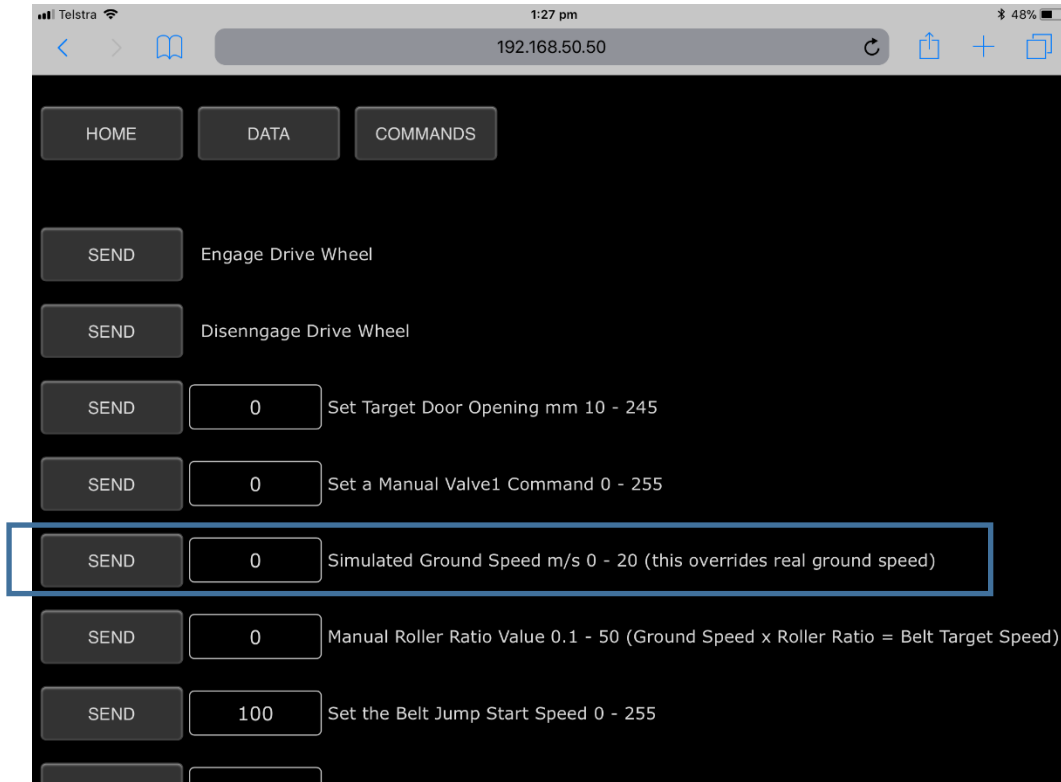 Telstra 1:27 pm 48%
192.168.50.50
HOME DATA COMMANDS
SEND Engage Drive Wheel
SEND Disenngage Drive Wheel
SEND 0 Set Target Door Opening mm 10 - 245
SEND 0 Set a Manual Valve1 Command 0 - 255
SEND 0 Simulated Ground Speed m/s 0 - 20 (this overrides real ground speed)
SEND 0 Manual Roller Ratio Value 0.1 - 50 (Ground Speed x Roller Ratio = Belt Target Speed)
SEND 100 Set the Belt Jump Start Speed 0 - 255